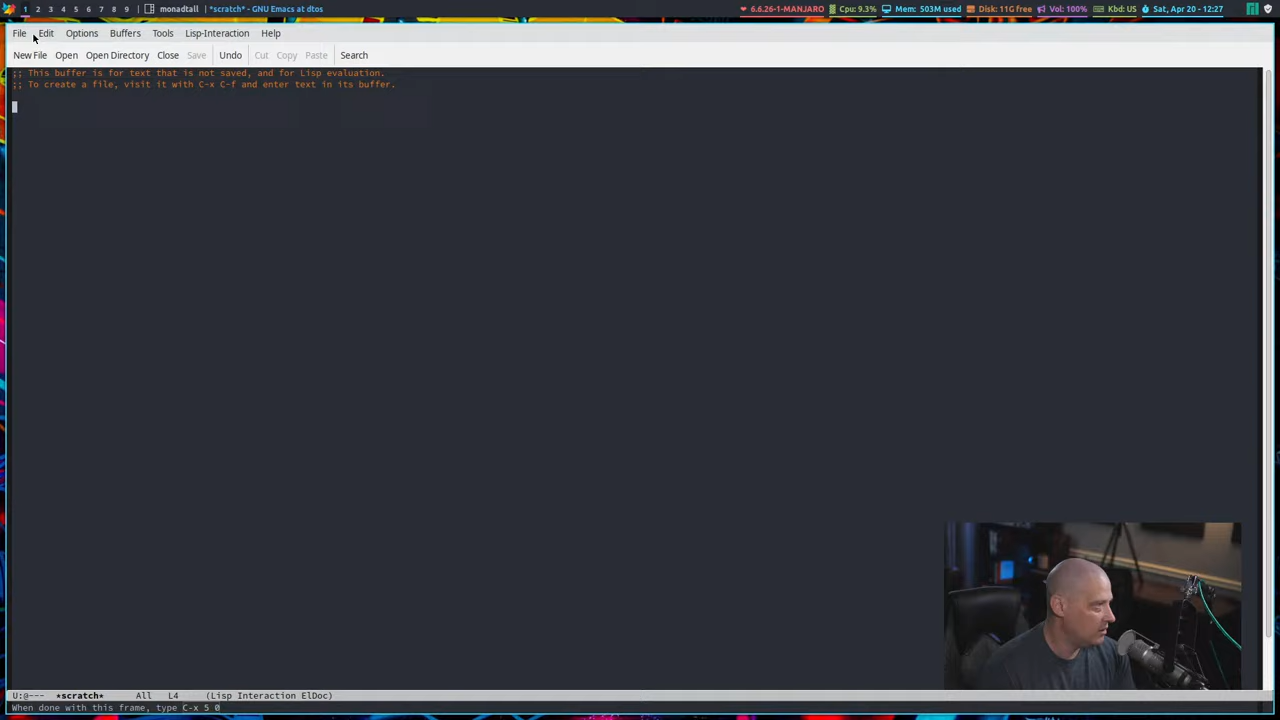 1 2 3 4 5 6 7 8 9 | monadtall | *scratch* - GNU Emacs at dtos
❤ 6.6.26-1-MANJARO Cpu: 9.3% Mem: 503M used Disk: 11G free Vol: 100% Kbd: US Sat, Apr 20 - 12:27
File Edit Options Buffers Tools Lisp-Interaction Help
New File Open Open Directory Close Save Undo Cut Copy Paste Search
;; This buffer is for text that is not saved, and for Lisp evaluation.
;; To create a file, visit it with C-x C-f and enter text in its buffer.
U:@--- *scratch* All L4 (Lisp Interaction ElDoc)
When done with this frame, type C-x 5 0